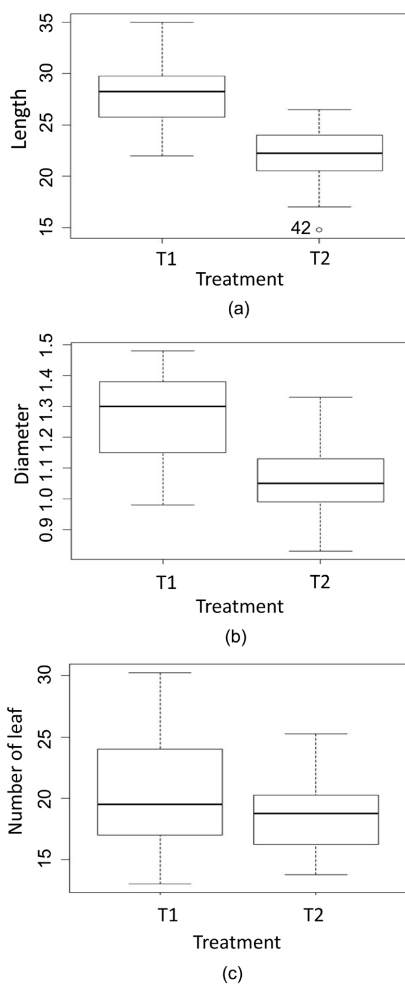 Length
35
30
25
20
15
42
T1 T2
Treatment
(a)
Diameter
1.5
1.4
1.3
1.2
1.1
1.0
0.9
T1 T2
Treatment
(b)
Number of leaf
30
25
20
15
T1 T2
Treatment
(c)